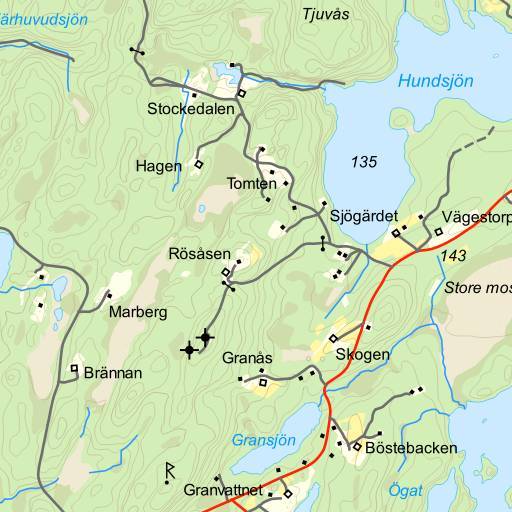 Tjuvås
ärhuvudsjön
Hundsjön
Stockedalen
135
Hagen
Tomten
Sjögärdet
Vägestorp
Rösåsen
143
Store mos
Marberg
Skogen
Granås
Brännan
Gransjön
Böstebacken
Granvattnet
Ögat